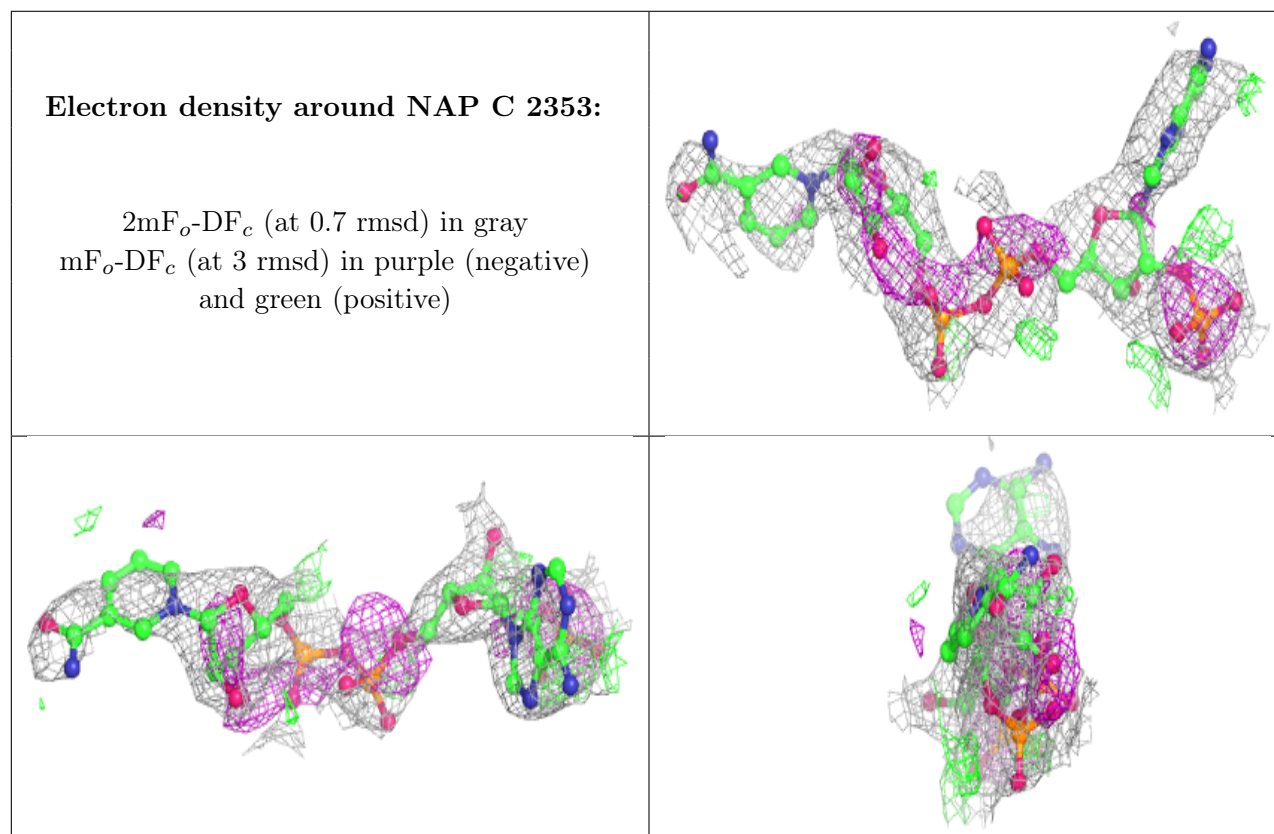 Electron density around NAP C 2353:
2mFo-DFc (at 0.7 rmsd) in gray
mFo-DFc (at 3 rmsd) in purple (negative)
and green (positive)